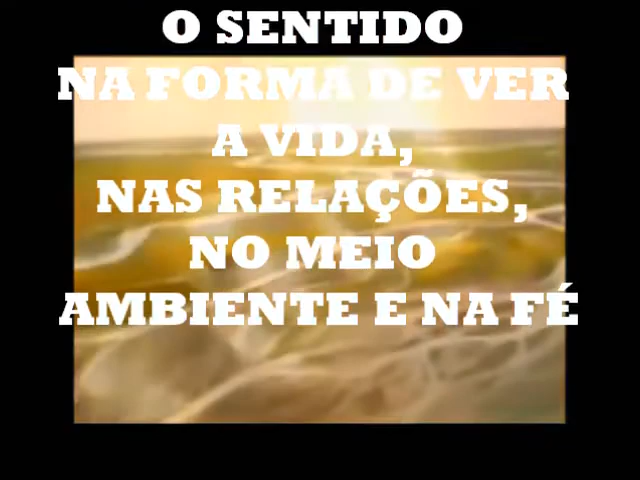 O SENTIDO
NA FORMA DE VER
A VIDA,
NAS RELAÇÕES,
NO MEIO
AMBIENTE E NA FÉ